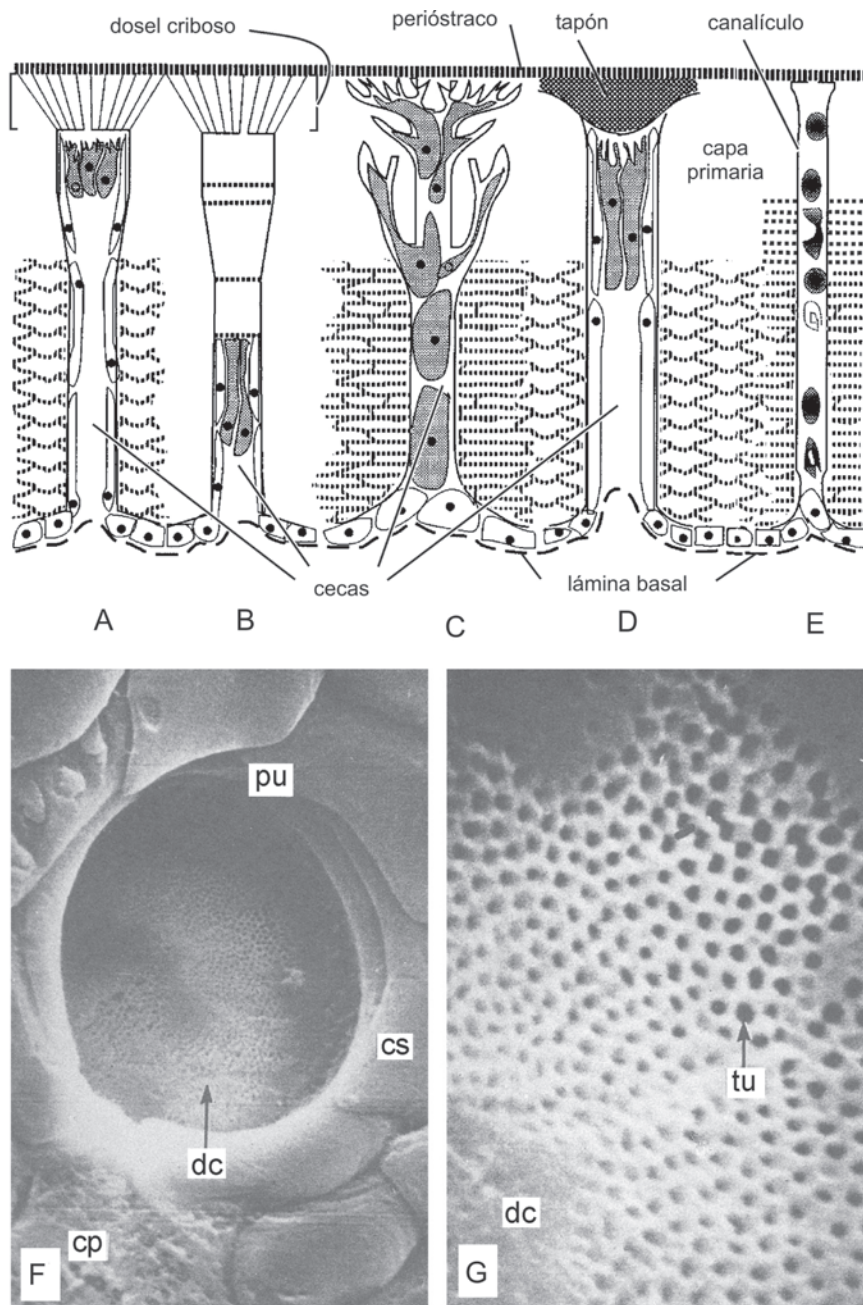 dosel criboso
perióstraco
tapón
canalículo
capa
primaria
cecas
lámina basal
A
B
C
D
E
pu
cs
dc
cp
F
tu
dc
G